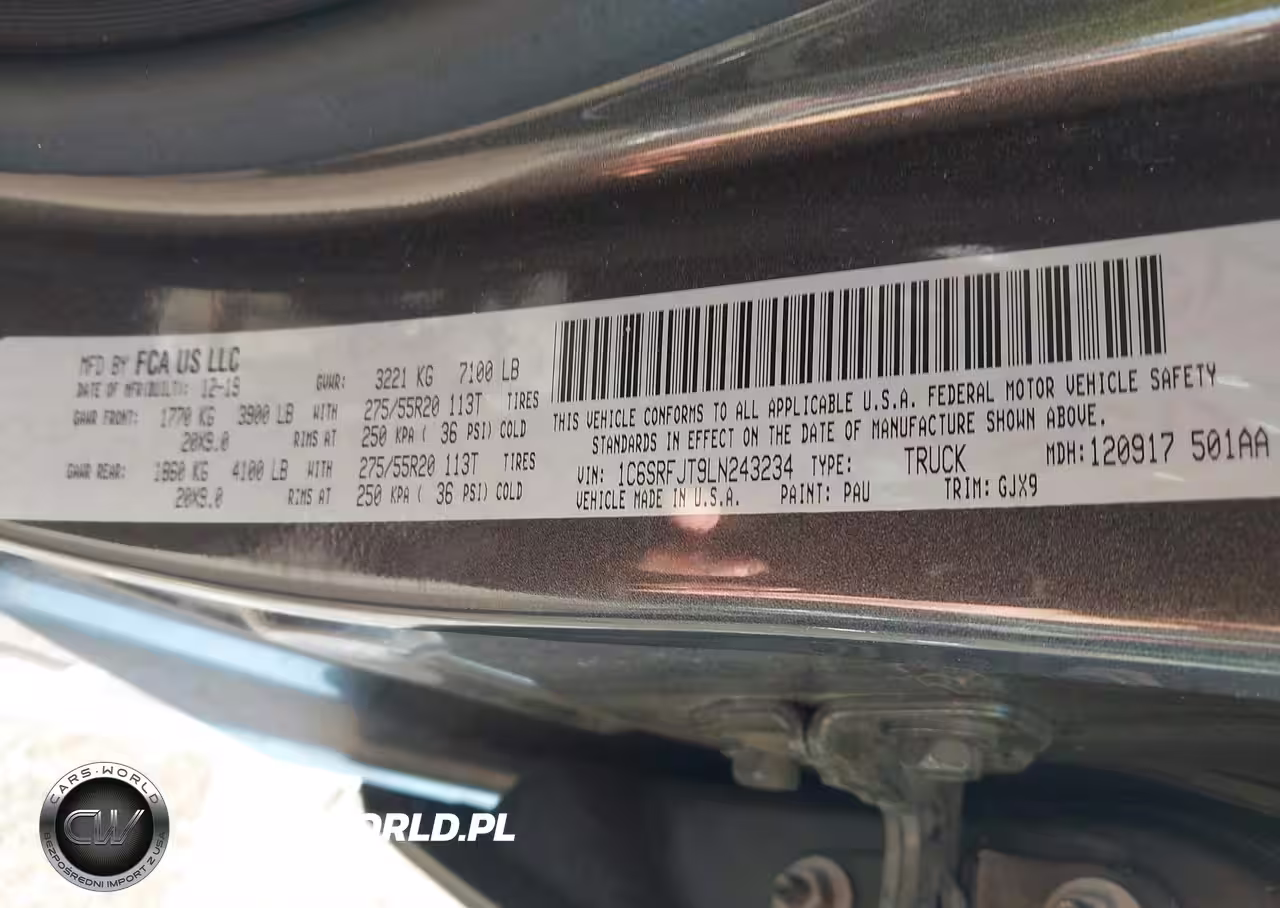 MFD BY FCA US LLC
DATE OF MFR(BUILT): 12-19
GVWR: 3221 KG 7100 LB
GAWR FRONT: 1770 KG 3900 LB WITH 275/55R20 113T TIRES
20X9.0 RIMS AT 250 KPA ( 36 PSI) COLD
GAWR REAR: 1860 KG 4100 LB WITH 275/55R20 113T TIRES
20X9.0 RIMS AT 250 KPA ( 36 PSI) COLD
THIS VEHICLE CONFORMS TO ALL APPLICABLE U.S.A. FEDERAL MOTOR VEHICLE SAFETY
STANDARDS IN EFFECT ON THE DATE OF MANUFACTURE SHOWN ABOVE.
VIN: 1C6SRFJT9LN243234 TYPE: TRUCK MDH:120917 501AA
VEHICLE MADE IN U.S.A. PAINT: PAU TRIM: GJX9
CARS-WORLD
CW
BEZPOŚREDNI IMPORT Z USA
ORLD.PL